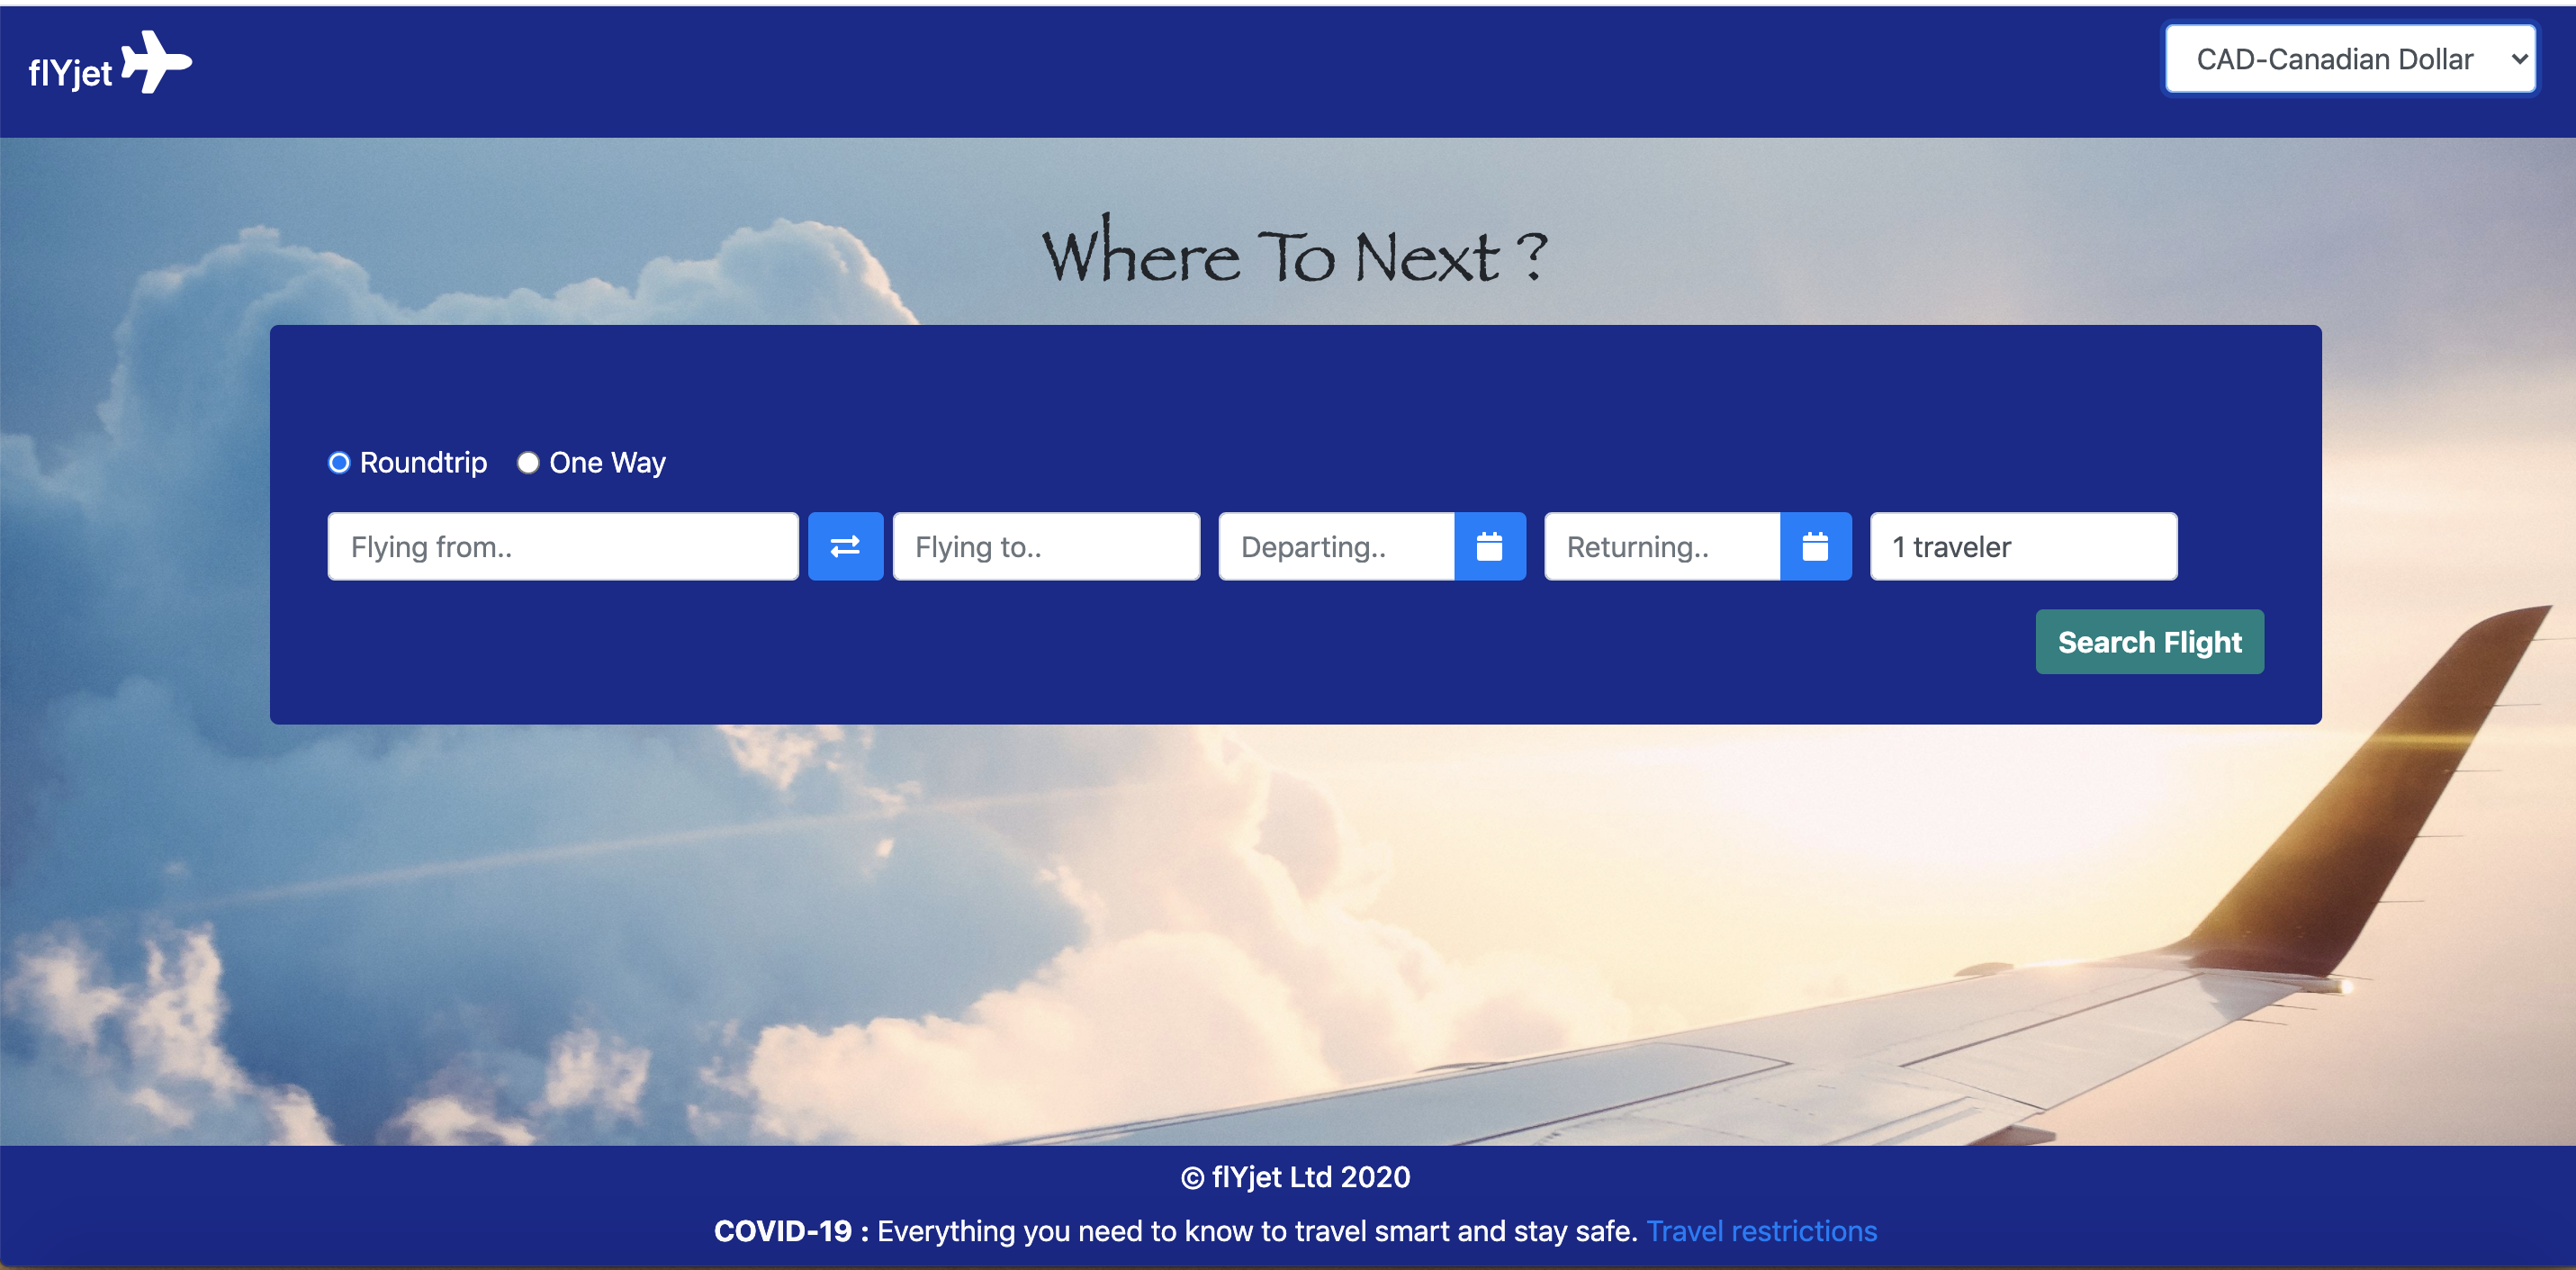 flYjet
CAD-Canadian Dollar
Where To Next ?
Roundtrip One Way
Flying from.. Flying to.. Departing.. Returning.. 1 traveler
Search Flight
© flYjet Ltd 2020
COVID-19 : Everything you need to know to travel smart and stay safe. Travel restrictions